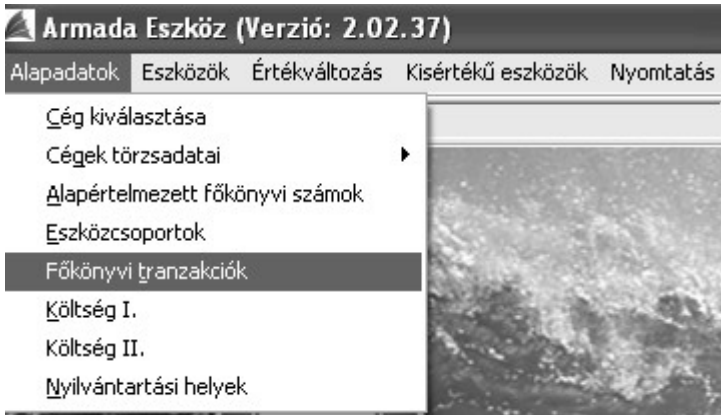 Armada Eszköz (Verzió: 2.02.37)
Alapadatok Eszközök Értékváltozás Kisértékű eszközök Nyomtatás
Cég kiválasztása
Cégek törzsadatai
Alapértelmezett főkönyvi számok
Eszközcsoportok
Főkönyvi tranzakciók
Költség I.
Költség II.
Nyilvántartási helyek